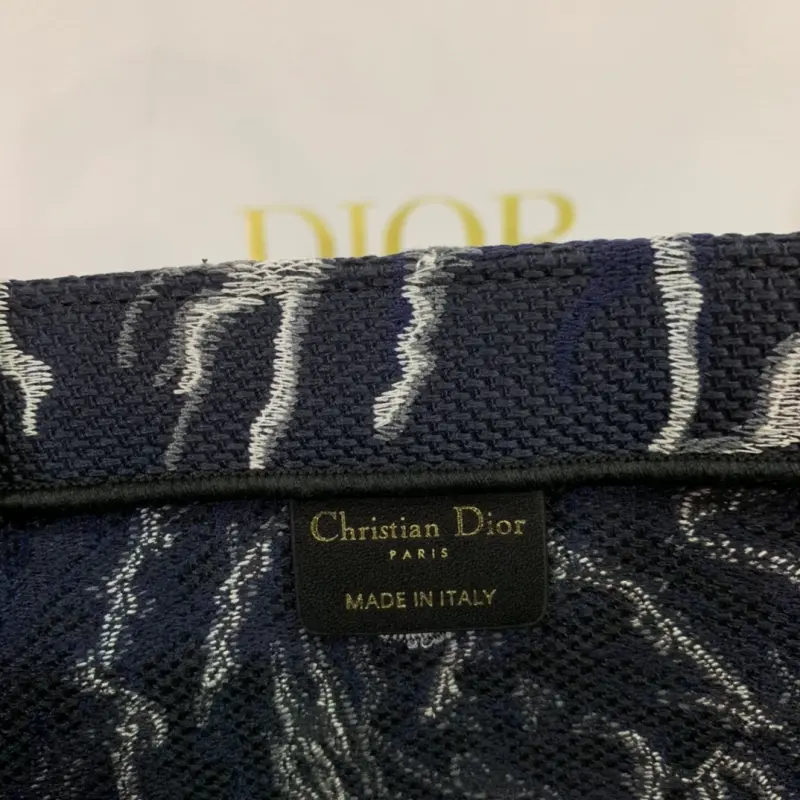 DIOR
Christian Dior
PARIS
MADE IN ITALY